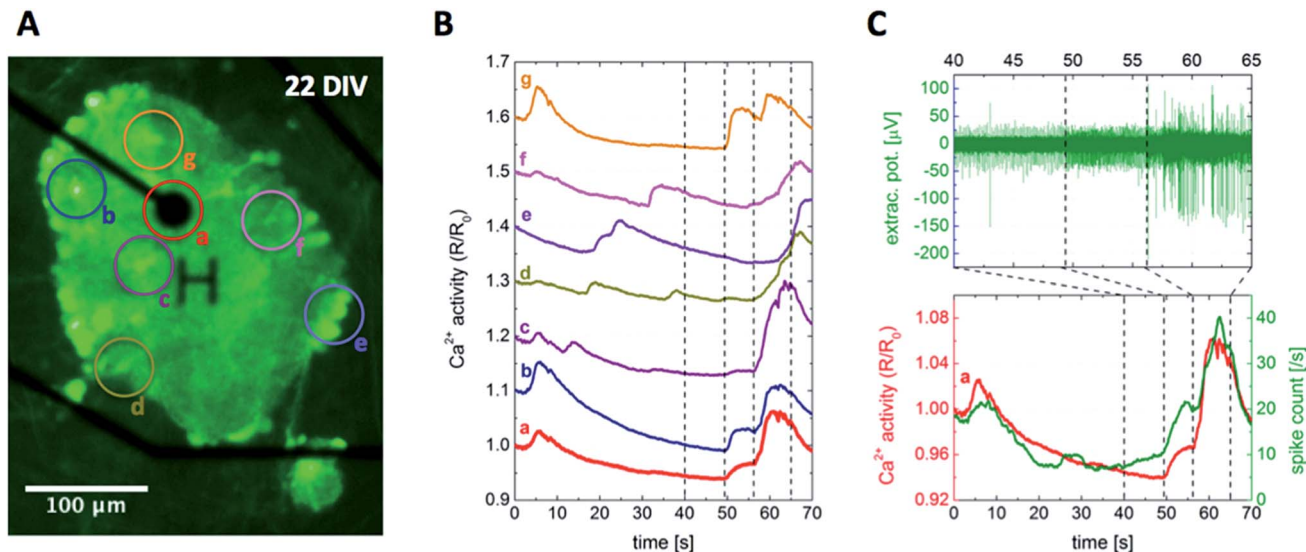 A
22 DIV
g
b
a
f
c
H
e
d
100 µm
B
Ca²⁺ activity (R/R₀)
1.7
1.6
1.5
1.4
1.3
1.2
1.1
1.0
0.9
g
f
e
d
c
b
a
0 10 20 30 40 50 60 70
time [s]
C
40 45 50 55 60 65
extrac. pot. [µV]
100
50
0
-50
-100
-150
-200
Ca²⁺ activity (R/R₀)
1.08
1.04
1.00
0.96
0.92
a
40
30
20
10
0
spike count [/s]
0 10 20 30 40 50 60 70
time [s]